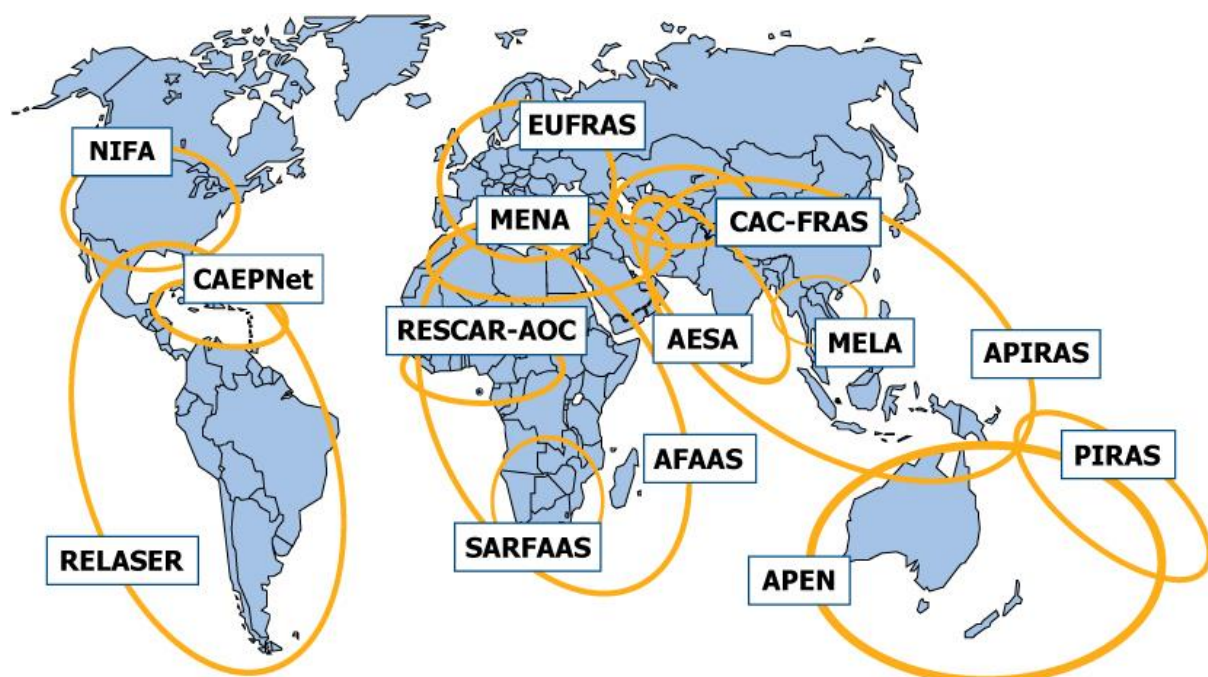 EUFRAS
NIFA
MENA
CAC-FRAS
CAEPNet
RESCAR-AOC
AESA
MELA
APIRAS
AFAAS
PIRAS
SARFAAS
RELASER
APEN